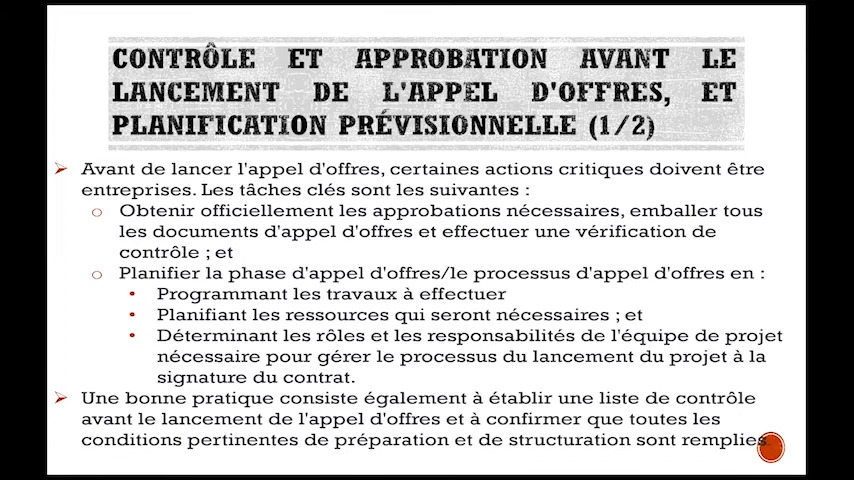 CONTRÔLE ET APPROBATION AVANT LE
LANCEMENT DE L'APPEL D'OFFRES, ET
PLANIFICATION PRÉVISIONNELLE (1/2)
Avant de lancer l'appel d'offres, certaines actions critiques doivent être
entreprises. Les tâches clés sont les suivantes :
Obtenir officiellement les approbations nécessaires, emballer tous
les documents d'appel d'offres et effectuer une vérification de
contrôle ; et
Planifier la phase d'appel d'offres/le processus d'appel d'offres en :
Programmant les travaux à effectuer
Planifiant les ressources qui seront nécessaires ; et
Déterminant les rôles et les responsabilités de l'équipe de projet
nécessaire pour gérer le processus du lancement du projet à la
signature du contrat.
Une bonne pratique consiste également à établir une liste de contrôle
avant le lancement de l'appel d'offres et à confirmer que toutes les
conditions pertinentes de préparation et de structuration sont remplies.